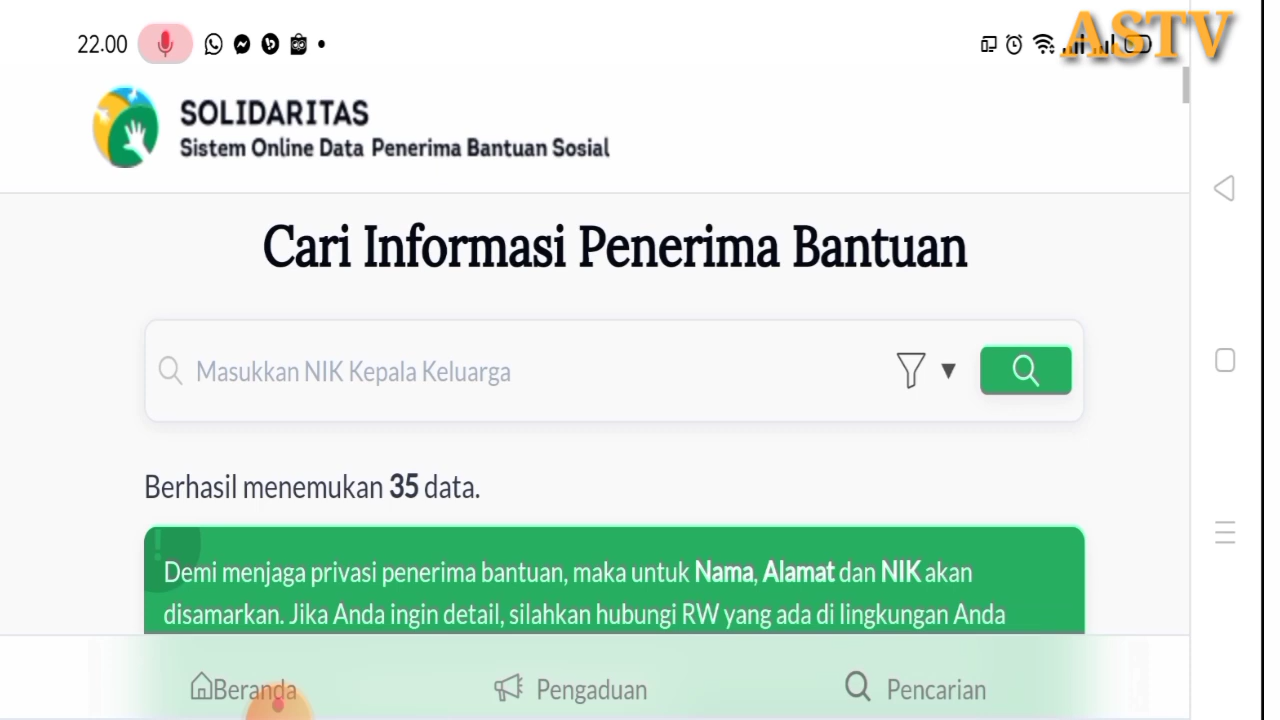 22.00
ASTV
SOLIDARITAS
Sistem Online Data Penerima Bantuan Sosial
Cari Informasi Penerima Bantuan
Masukkan NIK Kepala Keluarga
Berhasil menemukan 35 data.
Demi menjaga privasi penerima bantuan, maka untuk Nama, Alamat dan NIK akan
disamarkan. Jika Anda ingin detail, silahkan hubungi RW yang ada di lingkungan Anda
Beranda
Pengaduan
Pencarian